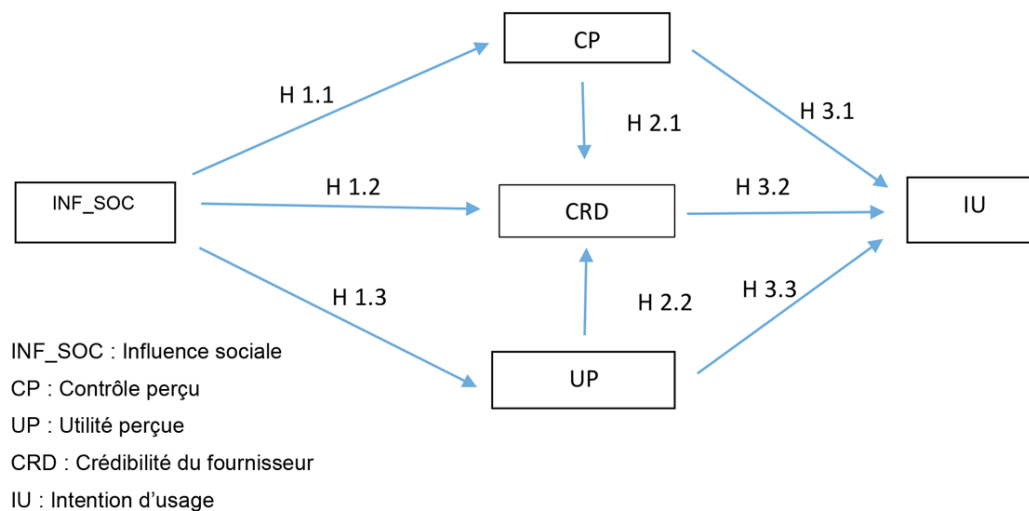 CP
H 1.1
H 2.1
H 3.1
INF_SOC
H 1.2
CRD
H 3.2
IU
H 1.3
H 2.2
H 3.3
UP
INF_SOC : Influence sociale
CP : Contrôle perçu
UP : Utilité perçue
CRD : Crédibilité du fournisseur
IU : Intention d’usage